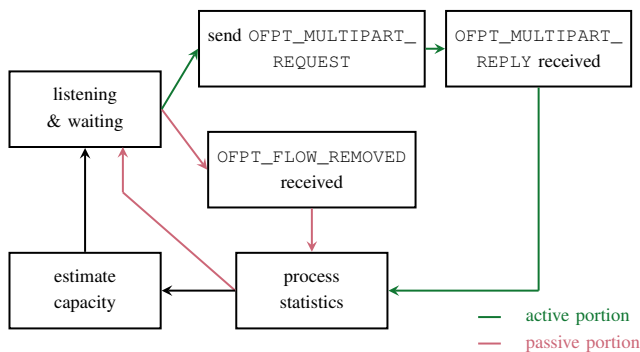 send OFPT_MULTIPART_
REQUEST
OFPT_MULTIPART_
REPLY received
listening
& waiting
OFPT_FLOW_REMOVED
received
estimate
capacity
process
statistics
active portion
passive portion